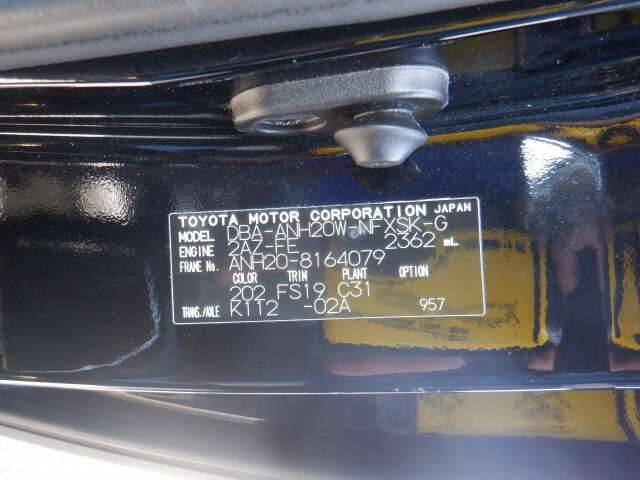 TOYOTA MOTOR CORPORATION JAPAN
MODEL DBA-ANH20W-NFXSK-G
ENGINE 2AZ-FE 2362 mL
FRAME No. ANH20-8164079
COLOR TRIM PLANT OPTION
202 FS19 C31
TRANS./AXLE K112 -02A 957